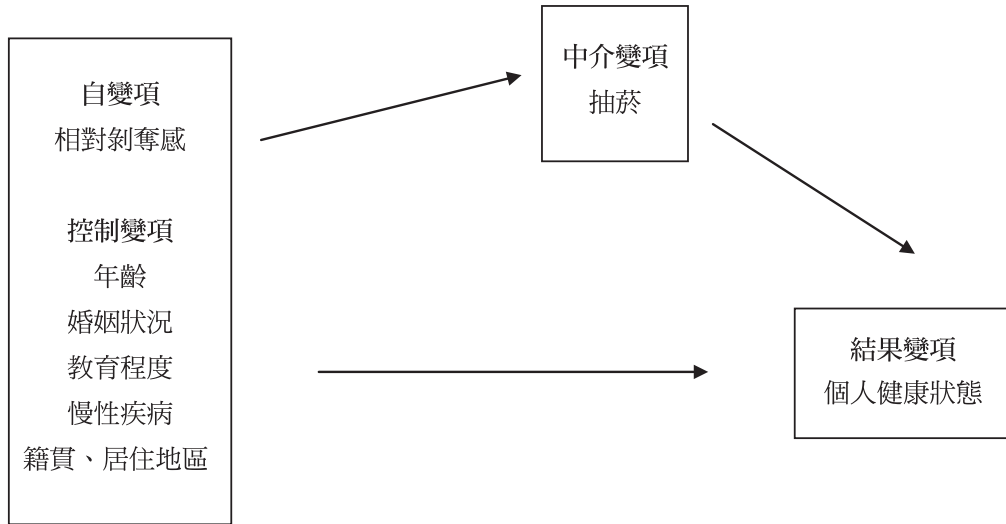 自變項
相對剝奪感
控制變項
年齡
婚姻狀況
教育程度
慢性疾病
籍貫、居住地區
中介變項
抽菸
結果變項
個人健康狀態